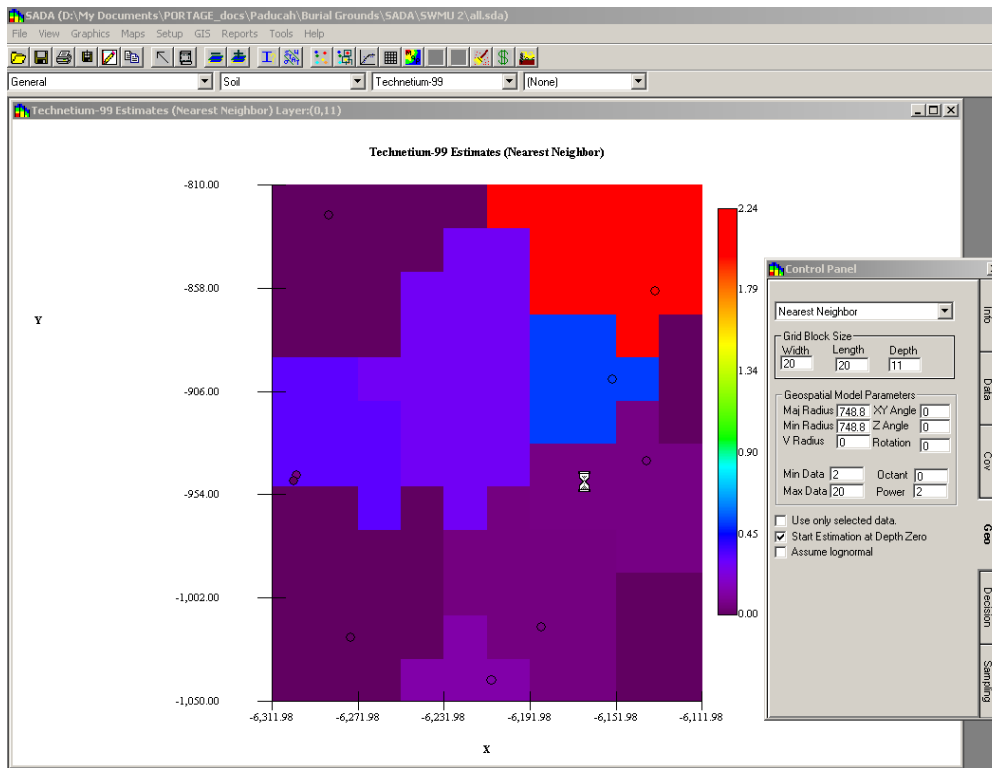 SADA (D:\My Documents\PORTAGE_docs\Paducah\Burial Grounds\SADA\SWMU 2\all.sda)
File View Graphics Maps Setup GIS Reports Tools Help
General Soil Technetium-99 (None)
Technetium-99 Estimates (Nearest Neighbor) Layer:(0,11)
Technetium-99 Estimates (Nearest Neighbor)
-810.00
-858.00
Y
-906.00
-954.00
-1,002.00
-1,050.00
-6,311.98 -6,271.98 -6,231.98 -6,191.98 -6,151.98 -6,111.98
X
2.24
1.79
1.34
0.90
0.45
0.00
Control Panel
Nearest Neighbor
Grid Block Size
Width Length Depth
20 20 11
Geospatial Model Parameters
Maj Radius 748.8 XY Angle 0
Min Radius 748.8 Z Angle 0
V Radius 0 Rotation 0
Min Data 2 Octant 0
Max Data 20 Power 2
Use only selected data.
Start Estimation at Depth Zero
Assume lognormal
Info
Data
Cov
Geo
Decision
Sampling